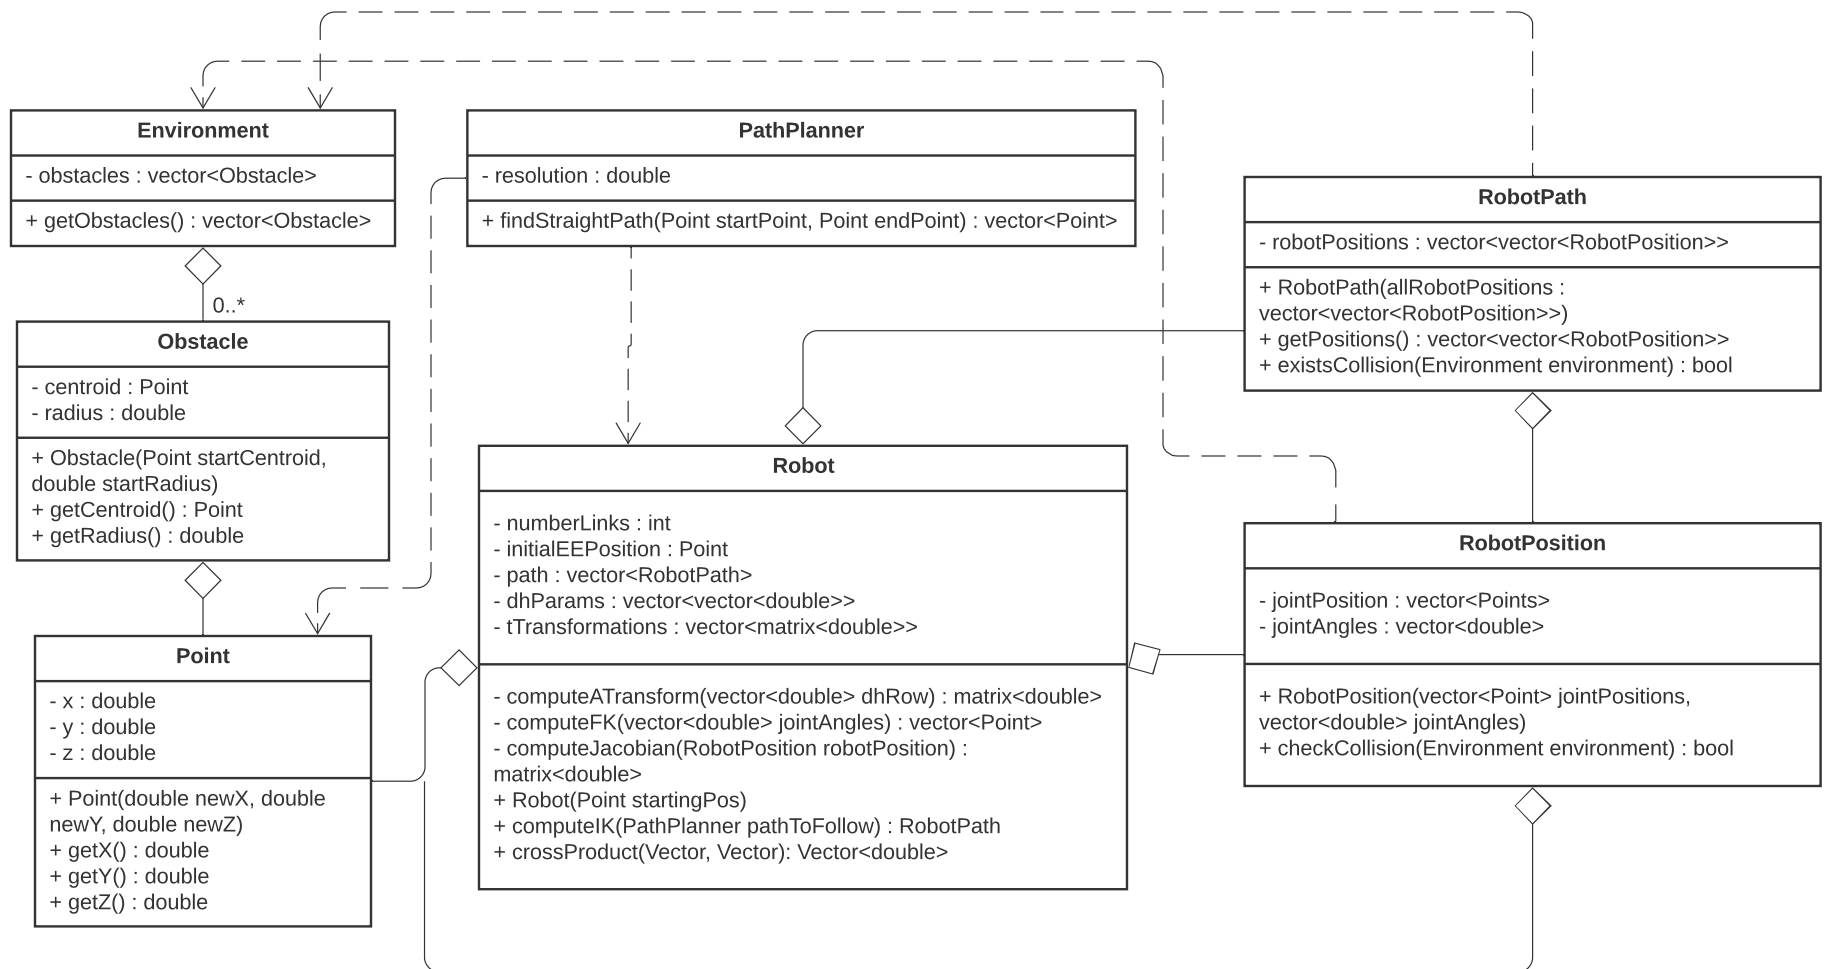 Environment
- obstacles : vector<Obstacle>
+ getObstacles() : vector<Obstacle>
0..*
Obstacle
- centroid : Point
- radius : double
+ Obstacle(Point startCentroid,
double startRadius)
+ getCentroid() : Point
+ getRadius() : double
Point
- x : double
- y : double
- z : double
+ Point(double newX, double
newY, double newZ)
+ getX() : double
+ getY() : double
+ getZ() : double
PathPlanner
- resolution : double
+ findStraightPath(Point startPoint, Point endPoint) : vector<Point>
Robot
- numberLinks : int
- initialEEPosition : Point
- path : vector<RobotPath>
- dhParams : vector<vector<double>>
- tTransformations : vector<matrix<double>>
- computeATransform(vector<double> dhRow) : matrix<double>
- computeFK(vector<double> jointAngles) : vector<Point>
- computeJacobian(RobotPosition robotPosition) :
matrix<double>
+ Robot(Point startingPos)
+ computeIK(PathPlanner pathToFollow) : RobotPath
+ crossProduct(Vector, Vector): Vector<double>
RobotPath
- robotPositions : vector<vector<RobotPosition>>
+ RobotPath(allRobotPositions :
vector<vector<RobotPosition>>)
+ getPositions() : vector<vector<RobotPosition>>
+ existsCollision(Environment environment) : bool
RobotPosition
- jointPosition : vector<Points>
- jointAngles : vector<double>
+ RobotPosition(vector<Point> jointPositions,
vector<double> jointAngles)
+ checkCollision(Environment environment) : bool